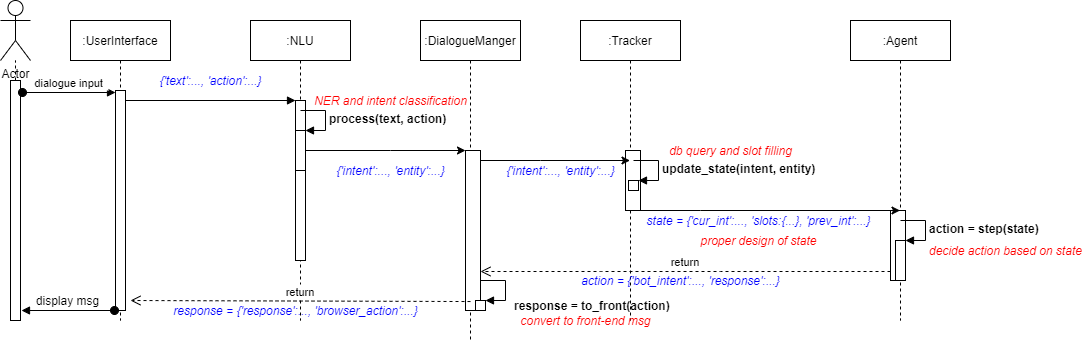 :UserInterface
:NLU
:DialogueManger
:Tracker
:Agent
Actor
dialogue input
{'text':..., 'action':...}
NER and intent classification
process(text, action)
{'intent':..., 'entity':...}
{'intent':..., 'entity':...}
db query and slot filling
update_state(intent, entity)
state = {'cur_int':..., 'slots:{...}, 'prev_int':...}
proper design of state
action = step(state)
decide action based on state
return
action = {'bot_intent':..., 'response':...}
return
display msg
response = {'response':..., 'browser_action':...}
response = to_front(action)
convert to front-end msg